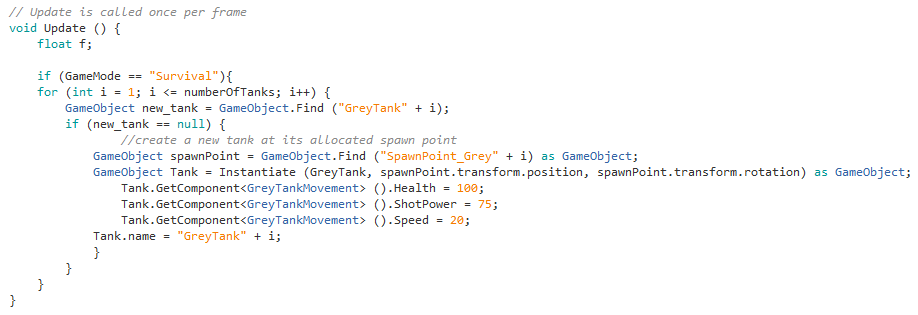 // Update is called once per frame
void Update () {
float f;
if (GameMode == "Survival"){
for (int i = 1; i <= numberOfTanks; i++) {
GameObject new_tank = GameObject.Find ("GreyTank" + i);
if (new_tank == null) {
//create a new tank at its allocated spawn point
GameObject spawnPoint = GameObject.Find ("SpawnPoint_Grey" + i) as GameObject;
GameObject Tank = Instantiate (GreyTank, spawnPoint.transform.position, spawnPoint.transform.rotation) as GameObject;
Tank.GetComponent<GreyTankMovement> ().Health = 100;
Tank.GetComponent<GreyTankMovement> ().ShotPower = 75;
Tank.GetComponent<GreyTankMovement> ().Speed = 20;
Tank.name = "GreyTank" + i;
}
}
}
}